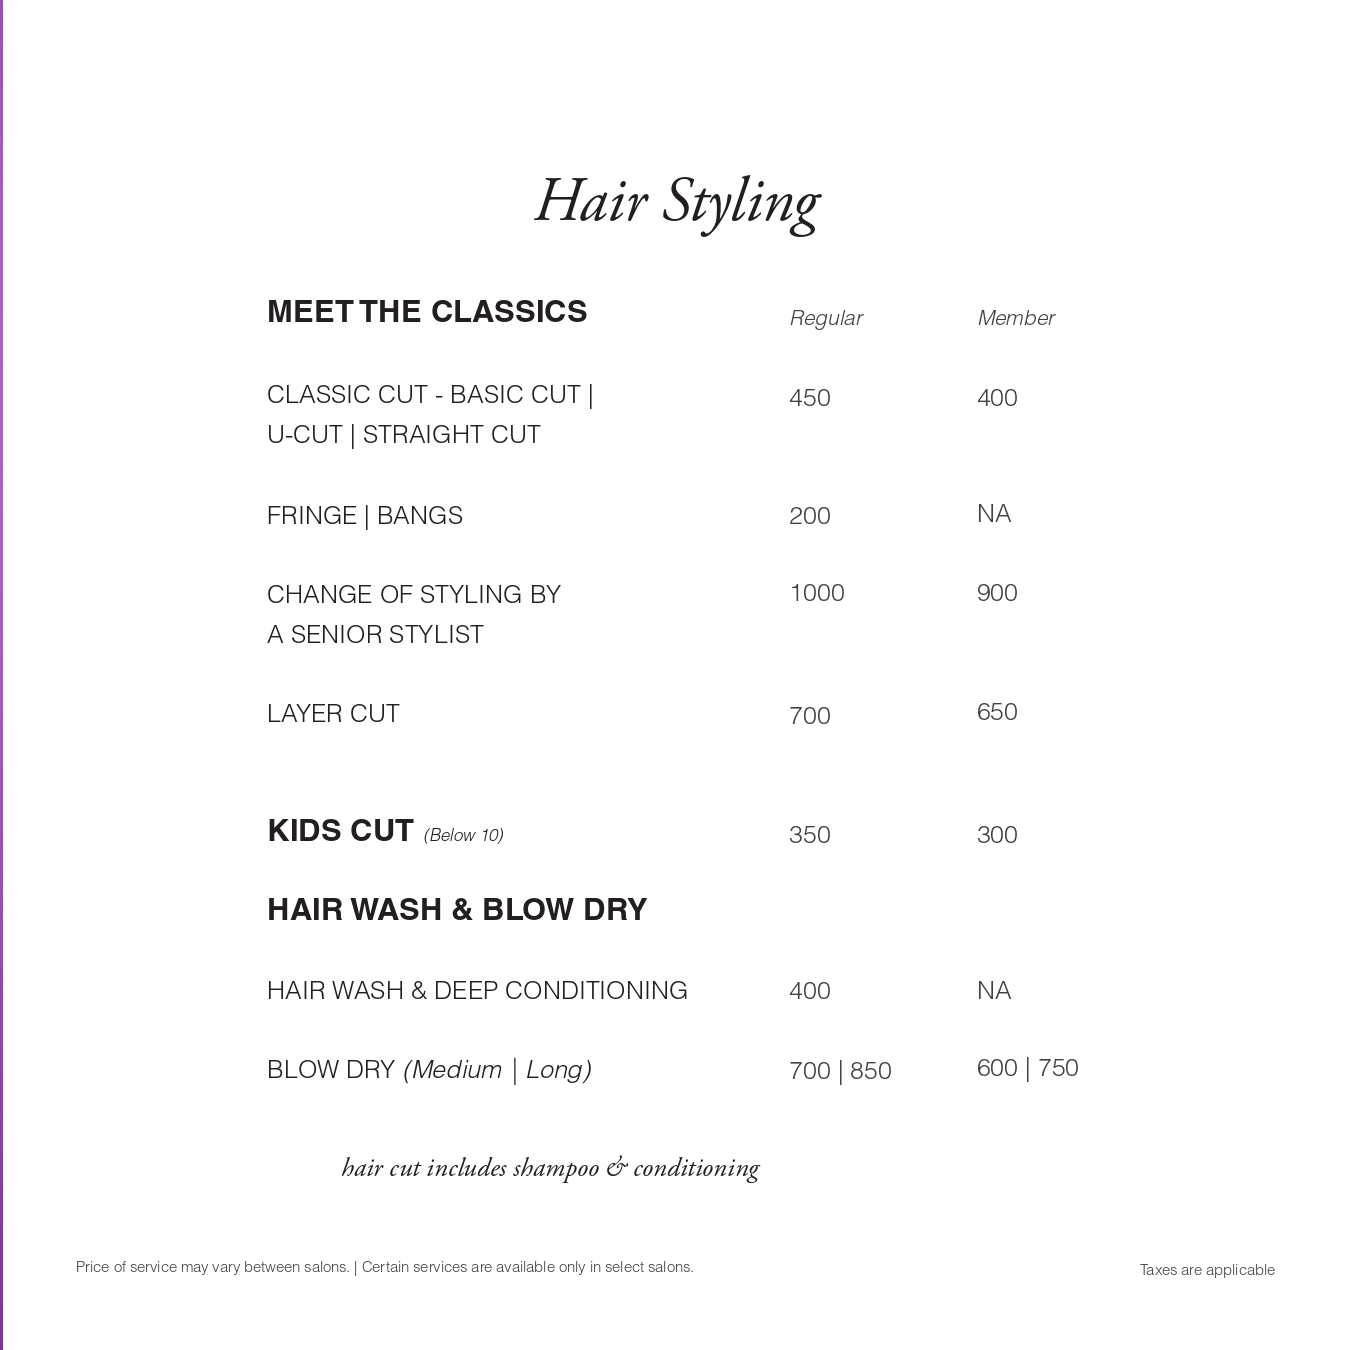 Hair Styling
MEET THE CLASSICS Regular Member
CLASSIC CUT - BASIC CUT | 450 400
U-CUT | STRAIGHT CUT
FRINGE | BANGS 200 NA
CHANGE OF STYLING BY 1000 900
A SENIOR STYLIST
LAYER CUT 700 650
KIDS CUT (Below 10) 350 300
HAIR WASH & BLOW DRY
HAIR WASH & DEEP CONDITIONING 400 NA
BLOW DRY (Medium | Long) 700 | 850 600 | 750
hair cut includes shampoo & conditioning
Price of service may vary between salons. | Certain services are available only in select salons. Taxes are applicable